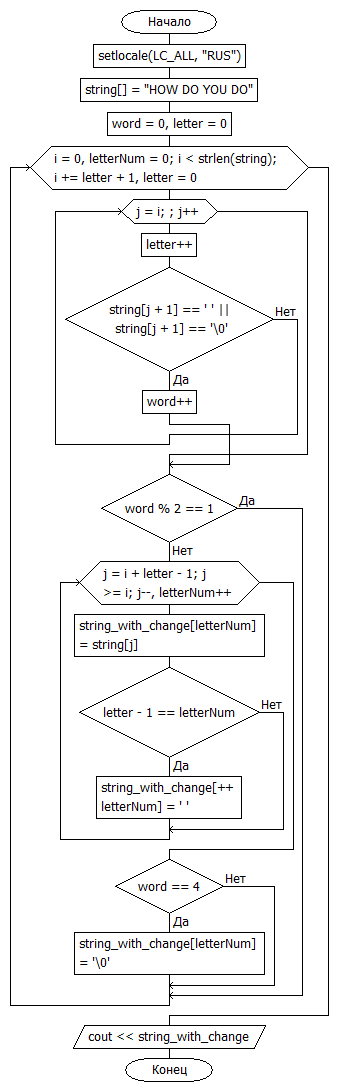 Начало
setlocale(LC_ALL, "RUS")
string[] = "HOW DO YOU DO"
word = 0, letter = 0
i = 0, letterNum = 0; i < strlen(string);
i += letter + 1, letter = 0
j = i; ; j++
letter++
string[j + 1] == ' ' ||
string[j + 1] == '\0'
Нет
Да
word++
word % 2 == 1
Да
Нет
j = i + letter - 1; j
>= i; j--, letterNum++
string_with_change[letterNum]
= string[j]
letter - 1 == letterNum
Нет
Да
string_with_change[++
letterNum] = ' '
word == 4
Нет
Да
string_with_change[letterNum]
= '\0'
cout << string_with_change
Конец